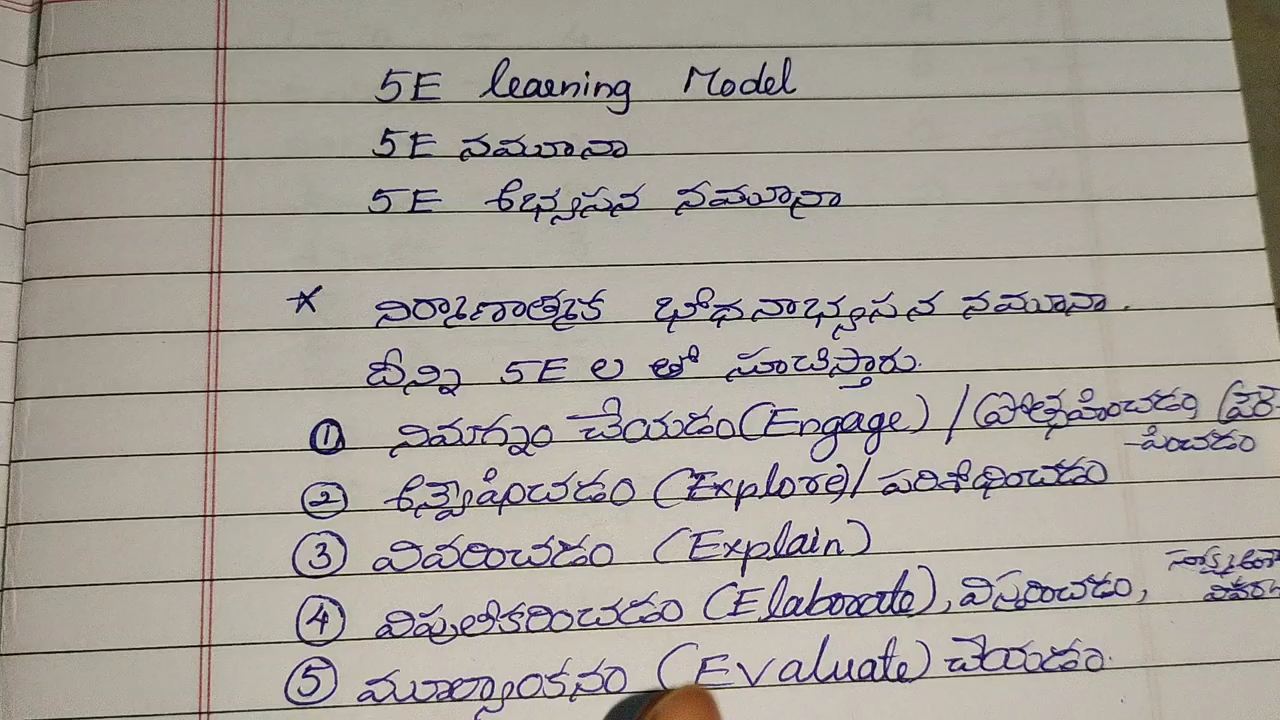 5E learning Model
5E నమూనా
5E అభ్యసన నమూనా
* నిర్మాణాత్మక భోధనాభ్యసన నమూనా.
దీన్ని 5E ల తో సూచిస్తారు.
① నిమగ్నం చేయడం (Engage) / ప్రోత్సహించడం, ప్రేరే
-పించడం
② అన్వేషించడం (Explore) / పరిశోధించడం
③ వివరించడం (Explain)
④ విపులీకరించడం (Elaborate), విస్తరించడం,
⑤ మూల్యాంకనం (Evaluate) చేయడం.